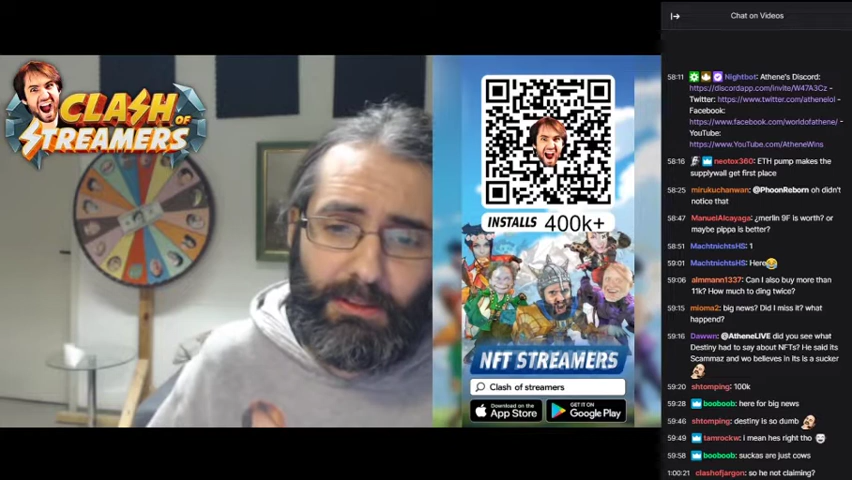 CLASH OF
STREAMERS
INSTALLS 400k+
NFT STREAMERS
Clash of streamers
Download on the
App Store
GET IT ON
Google Play
Chat on Videos
58:11 Nightbot: Athene's Discord:
https://discordapp.com/invite/W47A3Cz -
Twitter: https://www.twitter.com/athenelol -
Facebook:
https://www.facebook.com/worldofathene/ -
YouTube:
https://www.YouTube.com/AtheneWins
58:16 neotox360: ETH pump makes the
supplywall get first place
58:25 mirukuchanwan: @PhoonReborn oh didn't
notice that
58:47 ManuelAlcayaga: ¿merlin 9F is worth? or
maybe pippa is better?
58:51 MachtnichtsHS: 1
59:01 MachtnichtsHS: Here
59:06 almmann1337: Can I also buy more than
11k? How much to ding twice?
59:15 mioma2: big news? Did I miss it? what
happend?
59:16 Dawwn: @AtheneLIVE did you see what
Destiny had to say about NFTs? He said its
Scammaz and wo believes in its is a sucker
59:20 shtomping: 100k
59:28 booboob: here for big news
59:46 shtomping: destiny is so dumb
59:49 tamrockw: i mean hes right tho
59:58 booboob: suckas are just cows
1:00:21 clashofjargon: so he not claiming?